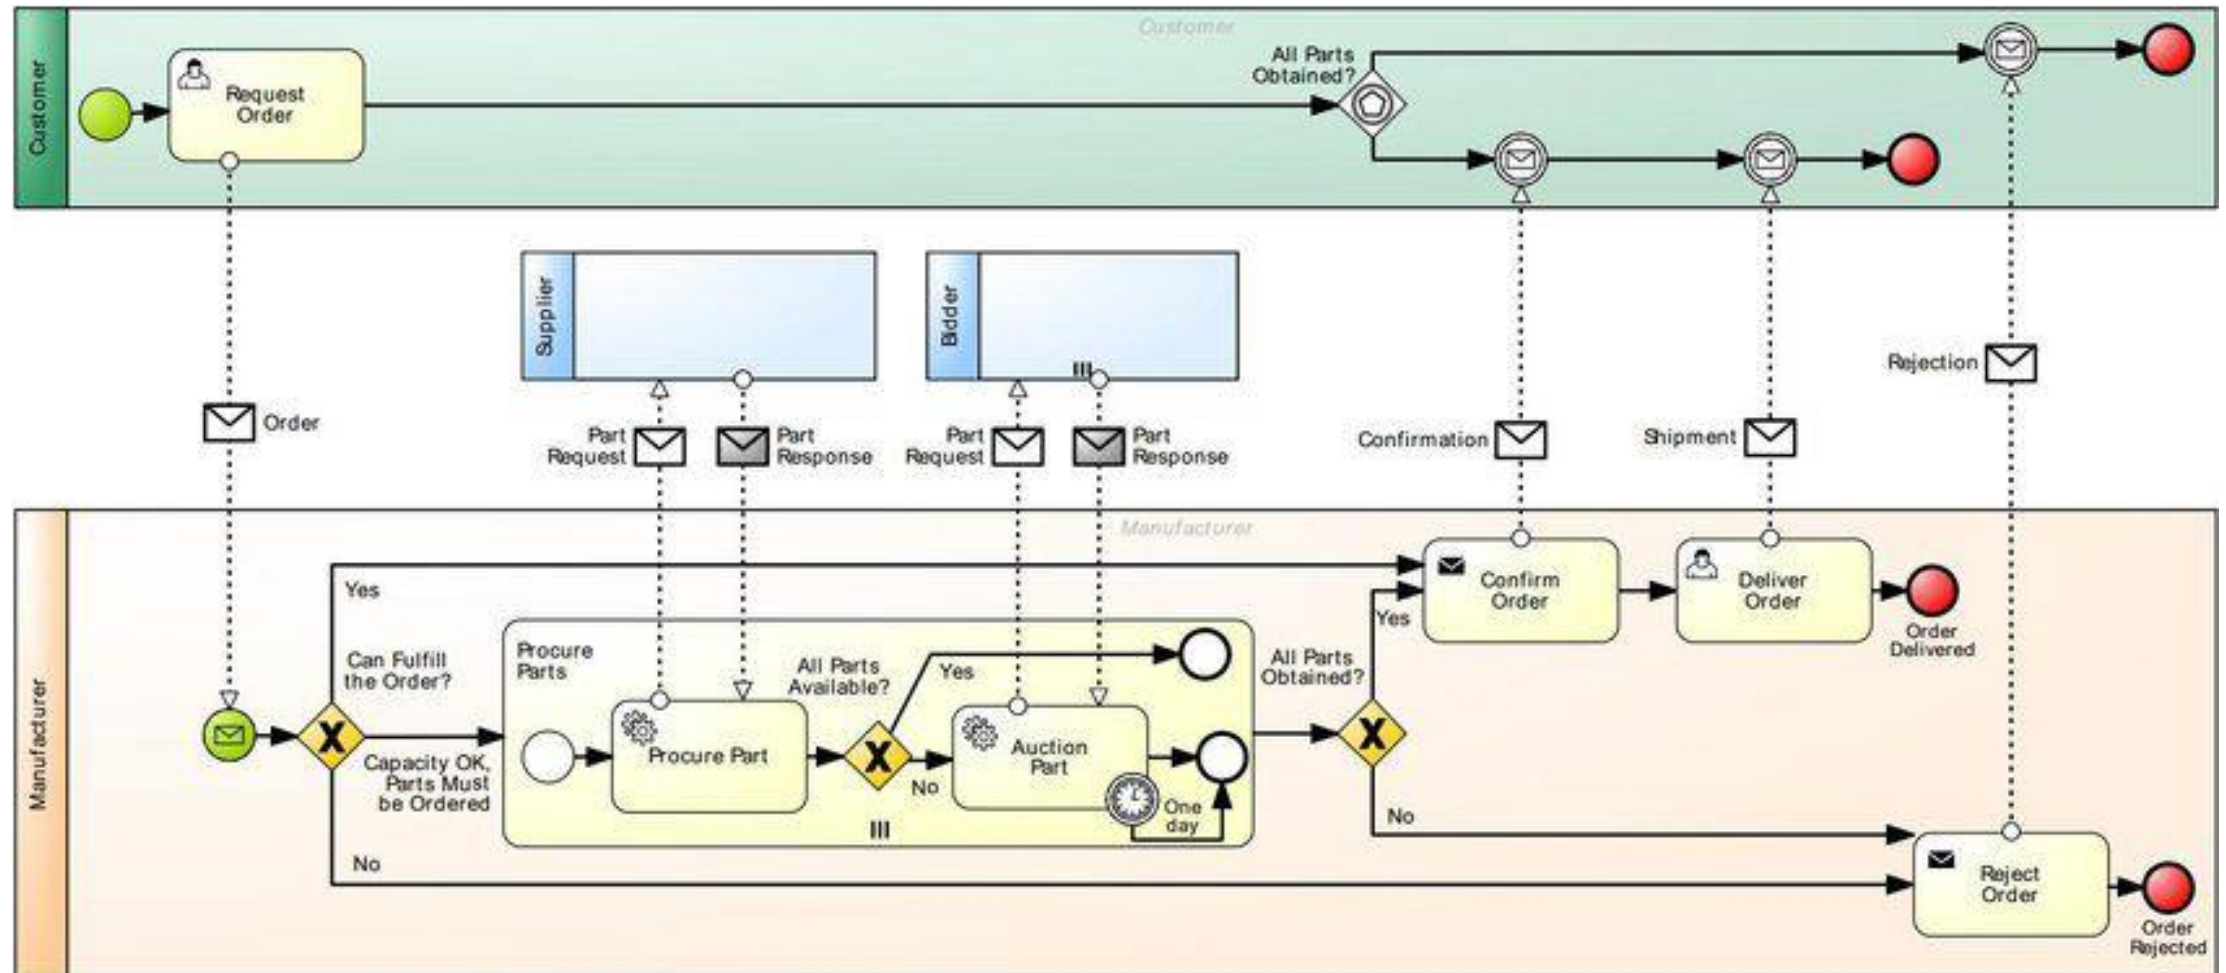 Customer
Customer
Request
Order
All Parts
Obtained?
Supplier
Bidder
Rejection
Order
Part
Request
Part
Response
Part
Request
Part
Response
Confirmation
Shipment
Manufacturer
Manufacturer
Yes
Can Fulfill
the Order?
Capacity OK,
Parts Must
be Ordered
No
Procure
Parts
Procure Part
All Parts
Available?
Yes
No
Auction
Part
One
day
All Parts
Obtained?
Yes
No
Confirm
Order
Deliver
Order
Order
Delivered
Reject
Order
Order
Rejected